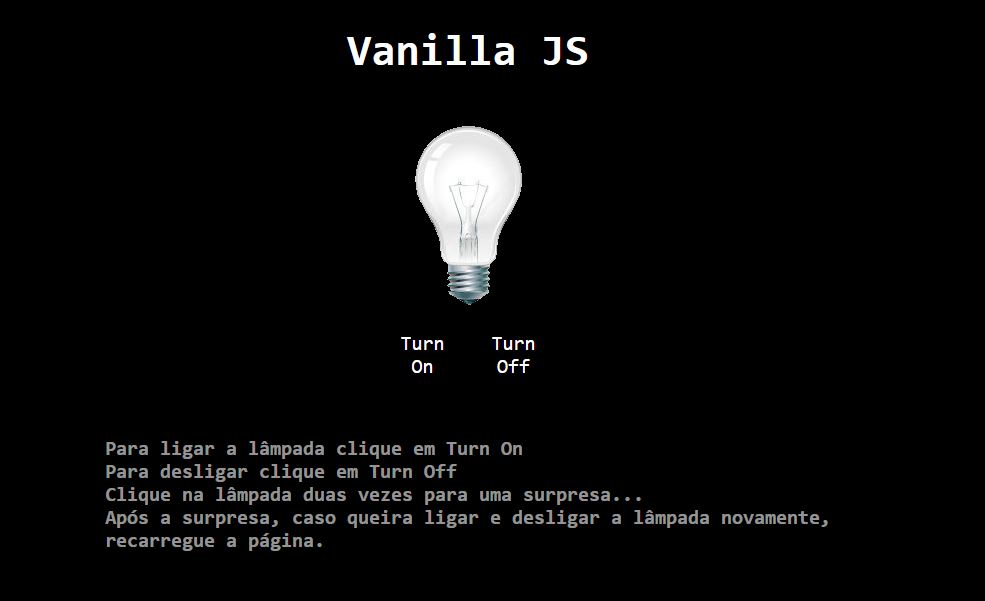 Vanilla JS
Turn Turn
On Off
Para ligar a lâmpada clique em Turn On
Para desligar clique em Turn Off
Clique na lâmpada duas vezes para uma surpresa...
Após a surpresa, caso queira ligar e desligar a lâmpada novamente,
recarregue a página.